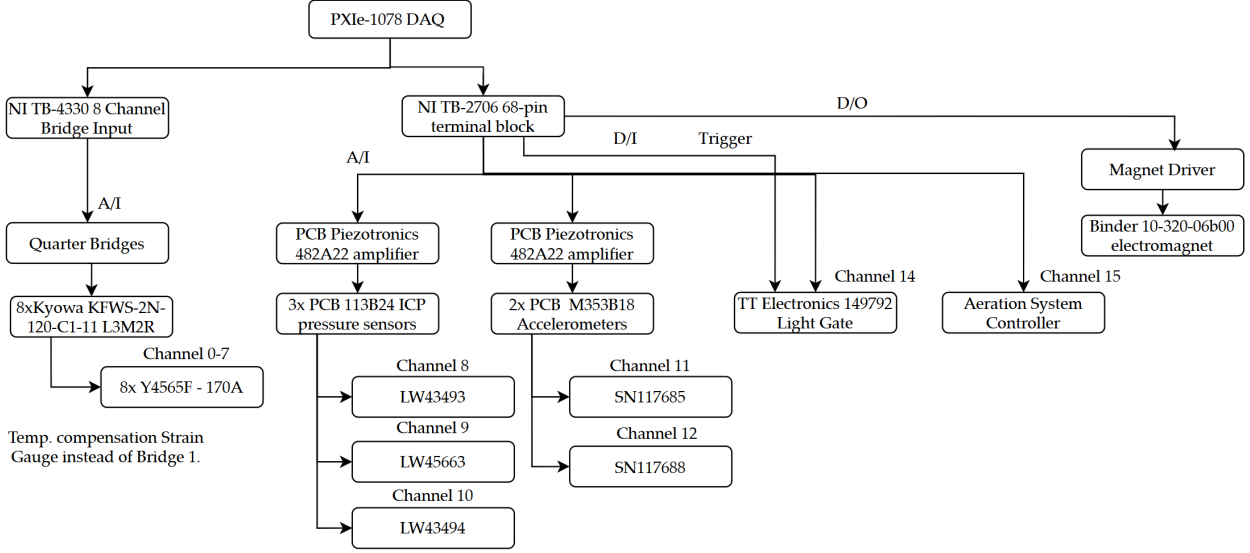 PXIe-1078 DAQ
NI TB-4330 8 Channel
Bridge Input
NI TB-2706 68-pin
terminal block
D/O
D/I
Trigger
A/I
Magnet Driver
A/I
Quarter Bridges
PCB Piezotronics
482A22 amplifier
PCB Piezotronics
482A22 amplifier
Binder 10-320-06b00
electromagnet
Channel 14
Channel 15
8xKyowa KFWS-2N-
120-C1-11 L3M2R
3x PCB 113B24 ICP
pressure sensors
2x PCB M353B18
Accelerometers
TT Electronics 149792
Light Gate
Aeration System
Controller
Channel 0-7
8x Y4565F - 170A
Channel 8
LW43493
Channel 11
SN117685
Temp. compensation Strain
Gauge instead of Bridge 1.
Channel 9
LW45663
Channel 12
SN117688
Channel 10
LW43494